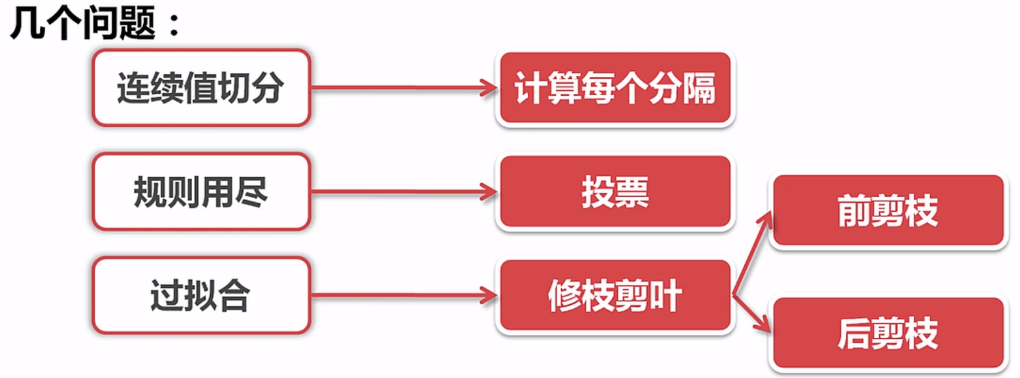 几个问题：
连续值切分
计算每个分隔
规则用尽
投票
过拟合
修枝剪叶
前剪枝
后剪枝